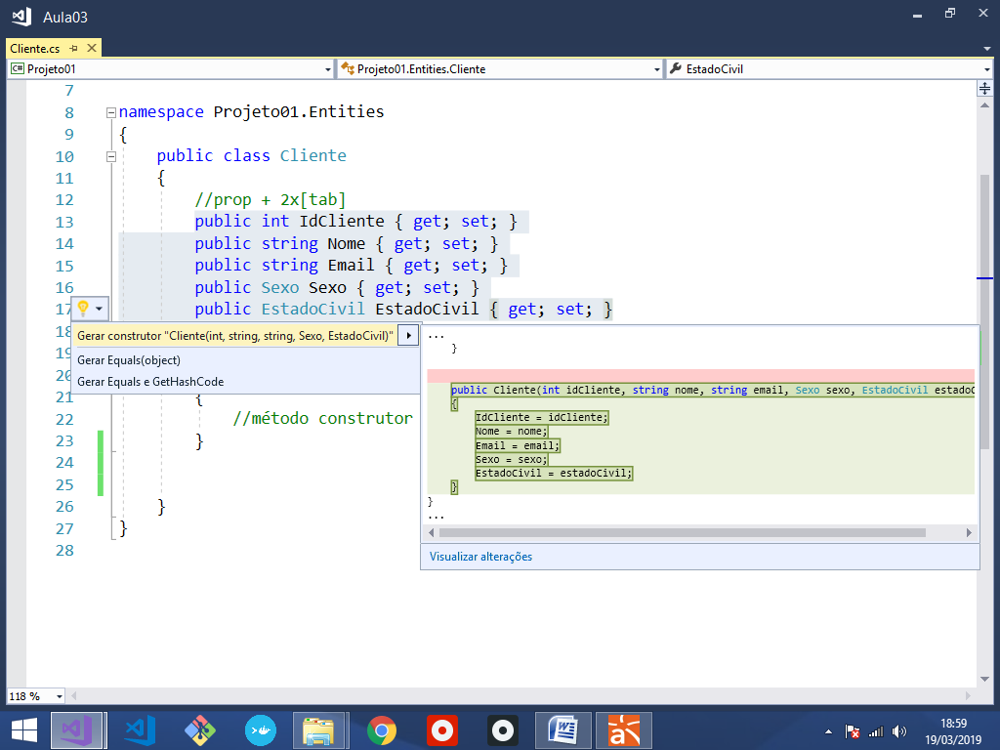 Aula03
Cliente.cs
C# Projeto01
Projeto01.Entities.Cliente
EstadoCivil
7
8 namespace Projeto01.Entities
9 {
10 public class Cliente
11 {
12 //prop + 2x[tab]
13 public int IdCliente { get; set; }
14 public string Nome { get; set; }
15 public string Email { get; set; }
16 public Sexo Sexo { get; set; }
17 public EstadoCivil EstadoCivil { get; set; }
18
19
20
21 {
22 //método construtor
23 }
24
25
26 }
27 }
28
Gerar construtor "Cliente(int, string, string, Sexo, EstadoCivil)"
Gerar Equals(object)
Gerar Equals e GetHashCode
...
}
public Cliente(int idCliente, string nome, string email, Sexo sexo, EstadoCivil estadoC
{
IdCliente = idCliente;
Nome = nome;
Email = email;
Sexo = sexo;
EstadoCivil = estadoCivil;
}
}
...
Visualizar alterações
118 %
18:59
19/03/2019